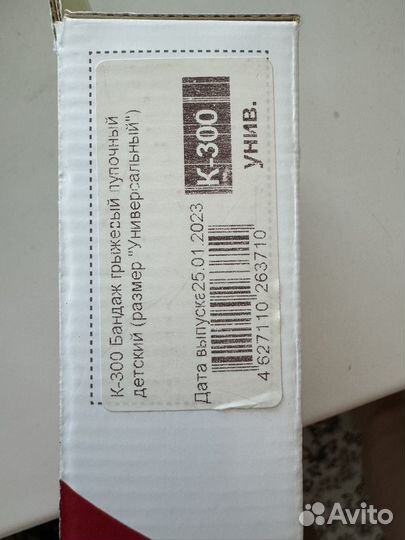 К-300 Бандаж грыжевый пупочный
детский (размер "Универсальный")
К-300
унив.
Дата выпуска25.01.2023
4 627110 263710
Avito